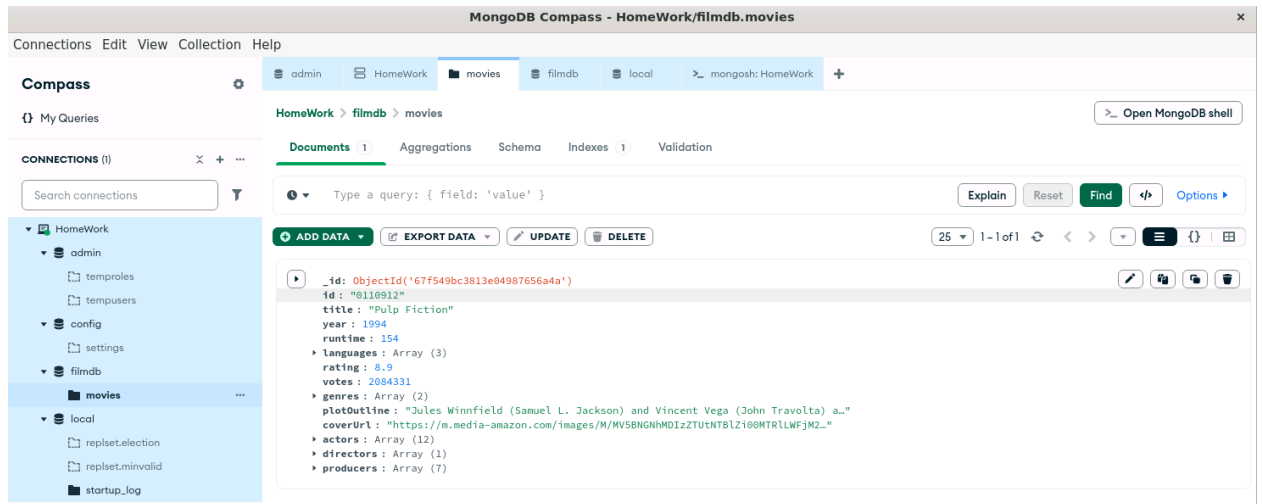 MongoDB Compass - HomeWork/filmdb.movies
Connections Edit View Collection Help
Compass
{} My Queries
CONNECTIONS (1)
Search connections
HomeWork
admin
temproles
tempusers
config
settings
filmdb
movies
local
replset.election
replset.minvalid
startup_log
admin HomeWork movies filmdb local >_ mongosh: HomeWork +
HomeWork > filmdb > movies
>_ Open MongoDB shell
Documents 1 Aggregations Schema Indexes 1 Validation
Type a query: { field: 'value' } Explain Reset Find </> Options
ADD DATA EXPORT DATA UPDATE DELETE 25 1 – 1 of 1 {}
_id: ObjectId('67f549bc3813e04987656a4a')
id : "0110912"
title : "Pulp Fiction"
year : 1994
runtime : 154
languages : Array (3)
rating : 8.9
votes : 2084331
genres : Array (2)
plotOutline : "Jules Winnfield (Samuel L. Jackson) and Vincent Vega (John Travolta) a…"
coverUrl : "https://m.media-amazon.com/images/M/MV5BNGNhMDIzZTUtNTBlZi00MTRlLWFjM2…"
actors : Array (12)
directors : Array (1)
producers : Array (7)